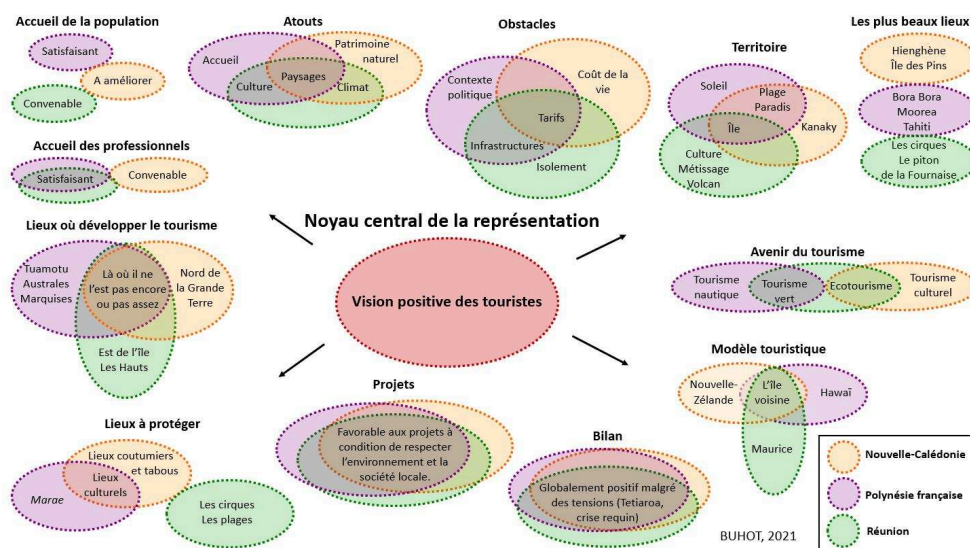 Accueil de la population
Satisfaisant
A améliorer
Convenable
Accueil des professionnels
Satisfaisant
Convenable
Lieux où développer le tourisme
Tuamotu
Australes
Marquises
Là où il ne
l'est pas encore
ou pas assez
Nord de
la Grande
Terre
Est de l'île
Les Hauts
Lieux à protéger
Lieux coutumiers
et tabous
Lieux
culturels
Marae
Les cirques
Les plages
Atouts
Accueil
Patrimoine
naturel
Paysages
Culture
Climat
Obstacles
Contexte
politique
Coût de la
vie
Tarifs
Infrastructures
Isolement
Territoire
Soleil
Plage
Paradis
Île
Kanaky
Culture
Métissage
Volcan
Les plus beaux lieux
Hienghène
Île des Pins
Bora Bora
Moorea
Tahiti
Les cirques
Le piton
de la Fournaise
Noyau central de la représentation
Vision positive des touristes
Avenir du tourisme
Tourisme
nautique
Tourisme
vert
Ecotourisme
Tourisme
culturel
Modèle touristique
Nouvelle-
Zélande
L'île
voisine
Hawaï
Maurice
Projets
Favorable aux projets à
condition de respecter
l'environnement et la
société locale.
Bilan
Globalement positif malgré
des tensions (Tetiaroa,
crise requin)
BUHOT, 2021
Nouvelle-Calédonie
Polynésie française
Réunion